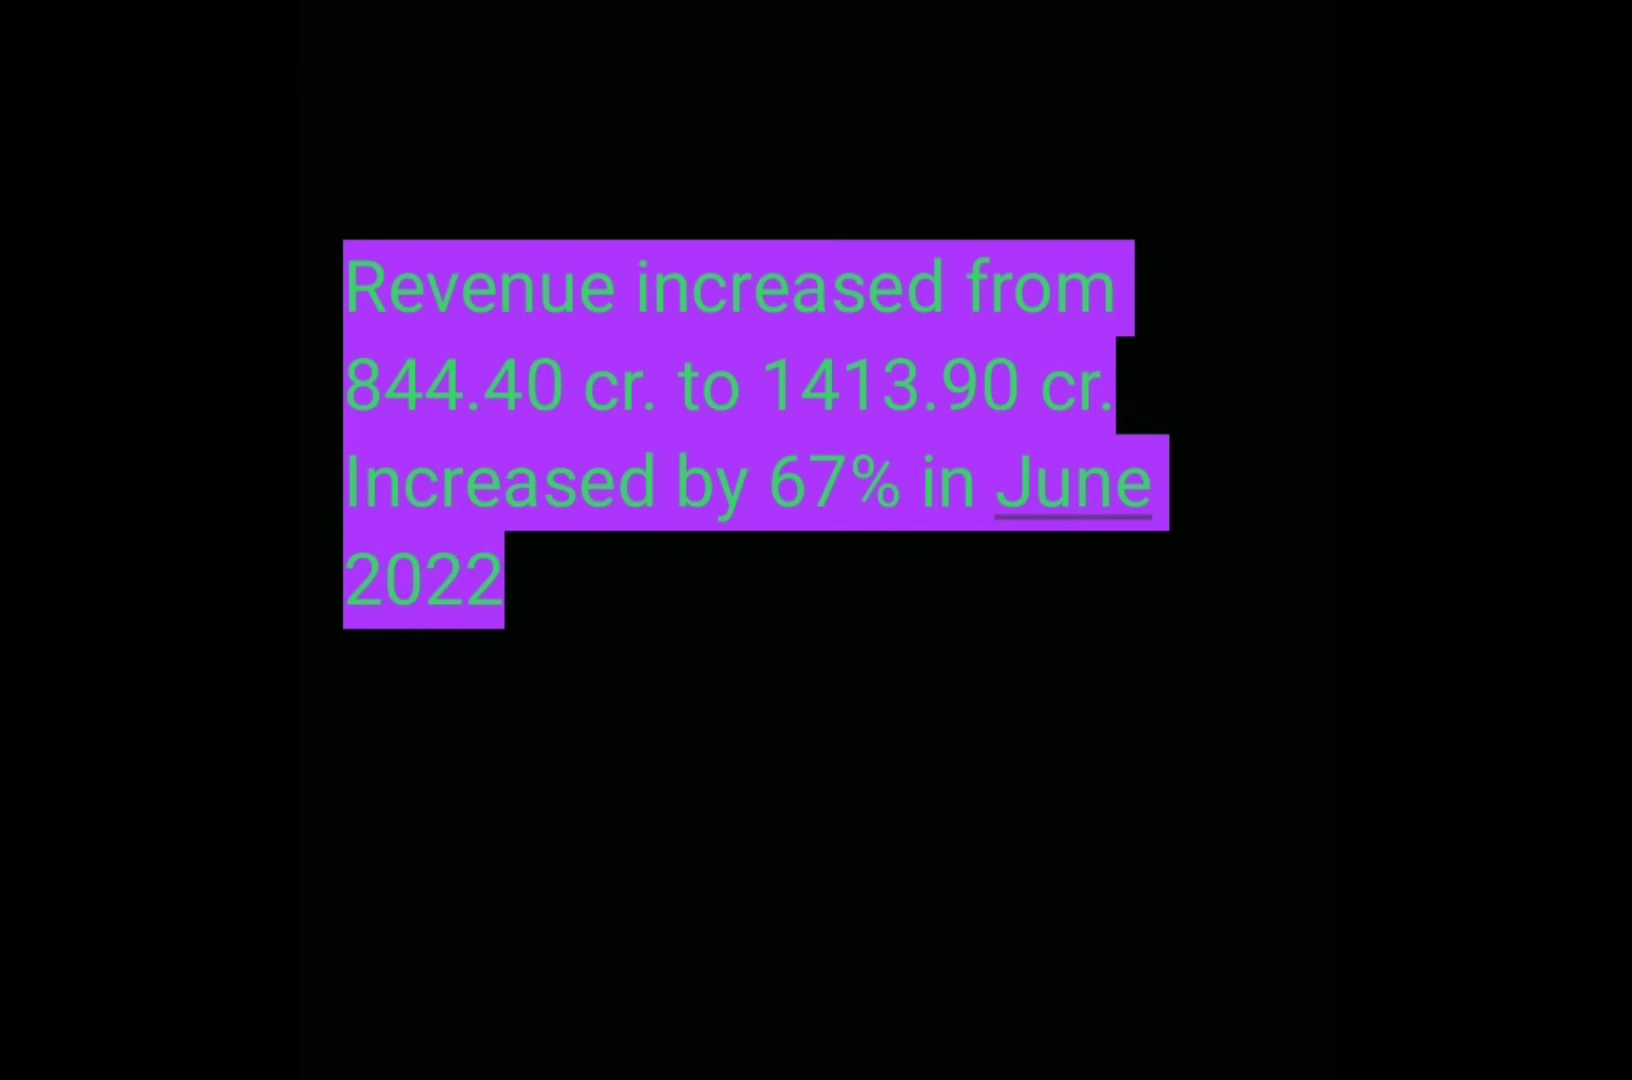 Revenue increased from
844.40 cr. to 1413.90 cr.
Increased by 67% in June
2022